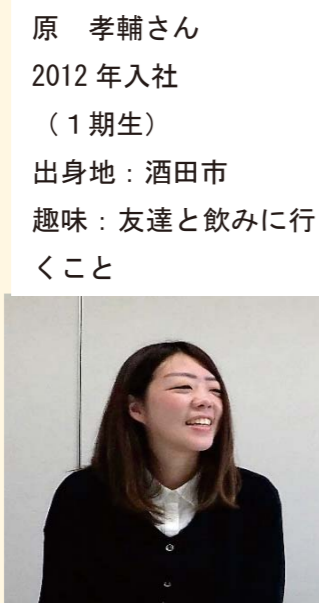 原　孝輔さん
2012 年入社
（１期生）
出身地：酒田市
趣味：友達と飲みに行
くこと